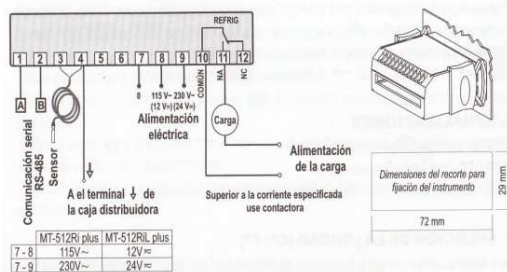 REFRIG
1 2 3 4 5 6 7 8 9 10 11 12
A
B
Comunicación serial
RS-485
Sensor
A el terminal ⏚ de
la caja distribuidora
0 115 V~ 230 V~
(12 V≂) (24 V≂)
Alimentación
eléctrica
COMÚN
NA
NC
Carga
Alimentación
de la carga
Superior a la corriente especificada
use contactora
Dimensiones del recorte para
fijación del instrumento
29 mm
72 mm
MT-512Ri plus MT-512RiL plus
7 - 8 115V~ 12V≂
7 - 9 230V~ 24V≂